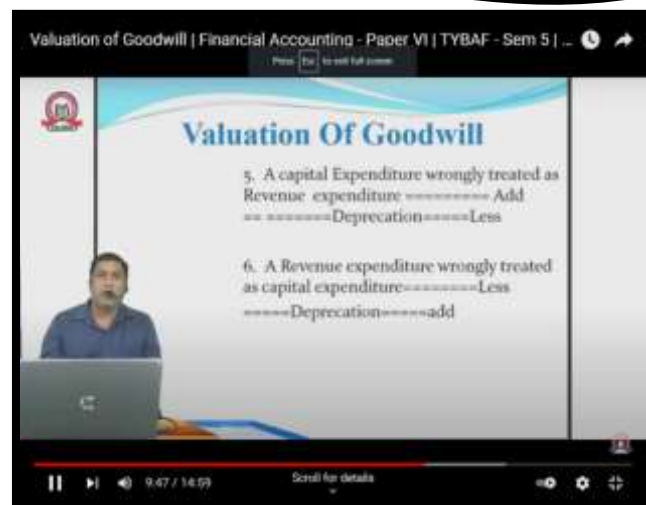 Valuation of Goodwill | Financial Accounting - Paper VI | TYBAF - Sem 5 | ...
Press Esc to exit full screen
Valuation Of Goodwill
5. A capital Expenditure wrongly treated as
Revenue expenditure ========= Add
== =======Deprecation=====Less
6. A Revenue expenditure wrongly treated
as capital expenditure========Less
=====Deprecation=====add
9:47 / 14:59
Scroll for details